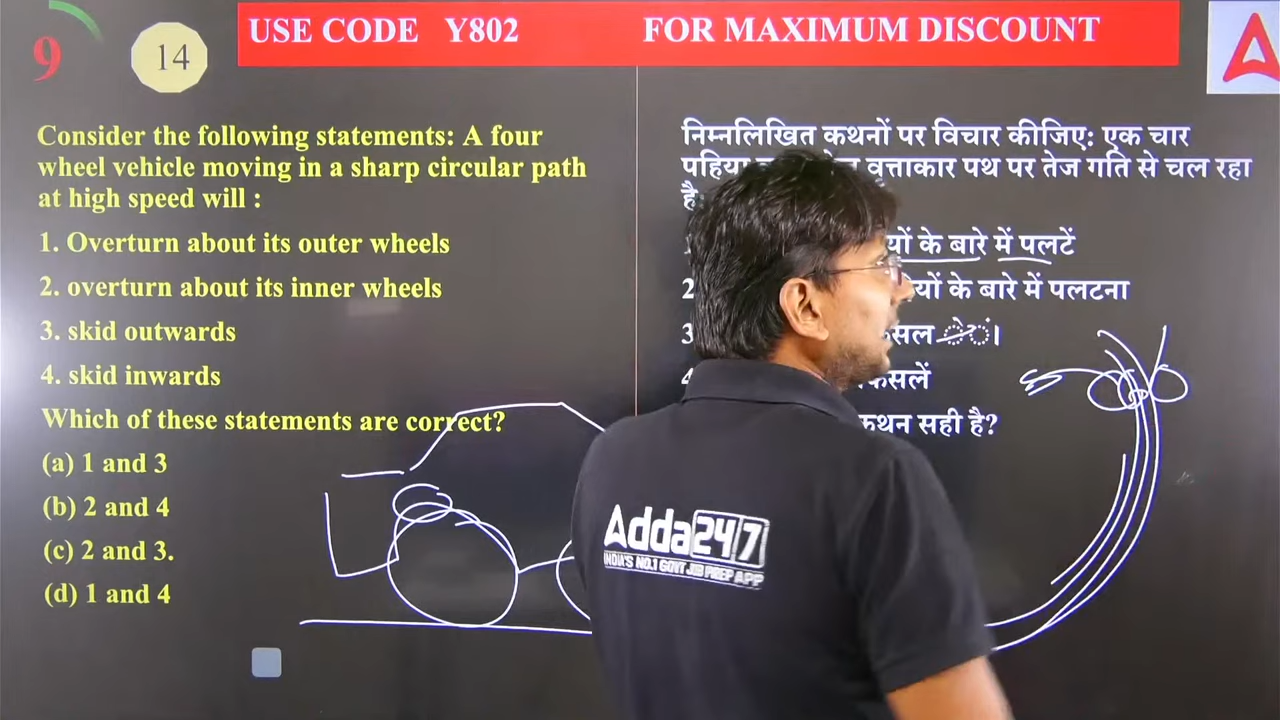 USE CODE Y802 FOR MAXIMUM DISCOUNT
9
14
Consider the following statements: A four
wheel vehicle moving in a sharp circular path
at high speed will :
1. Overturn about its outer wheels
2. overturn about its inner wheels
3. skid outwards
4. skid inwards
Which of these statements are correct?
(a) 1 and 3
(b) 2 and 4
(c) 2 and 3.
(d) 1 and 4
निम्नलिखित कथनों पर विचार कीजिए: एक चार
पहिया वृत्ताकार पथ पर तेज गति से चल रहा
है:
के बारे में पलटें
2 के बारे में पलटना
3
4
कथन सही है?
Adda247
INDIA'S NO.1 GOVT JOB PREP APP